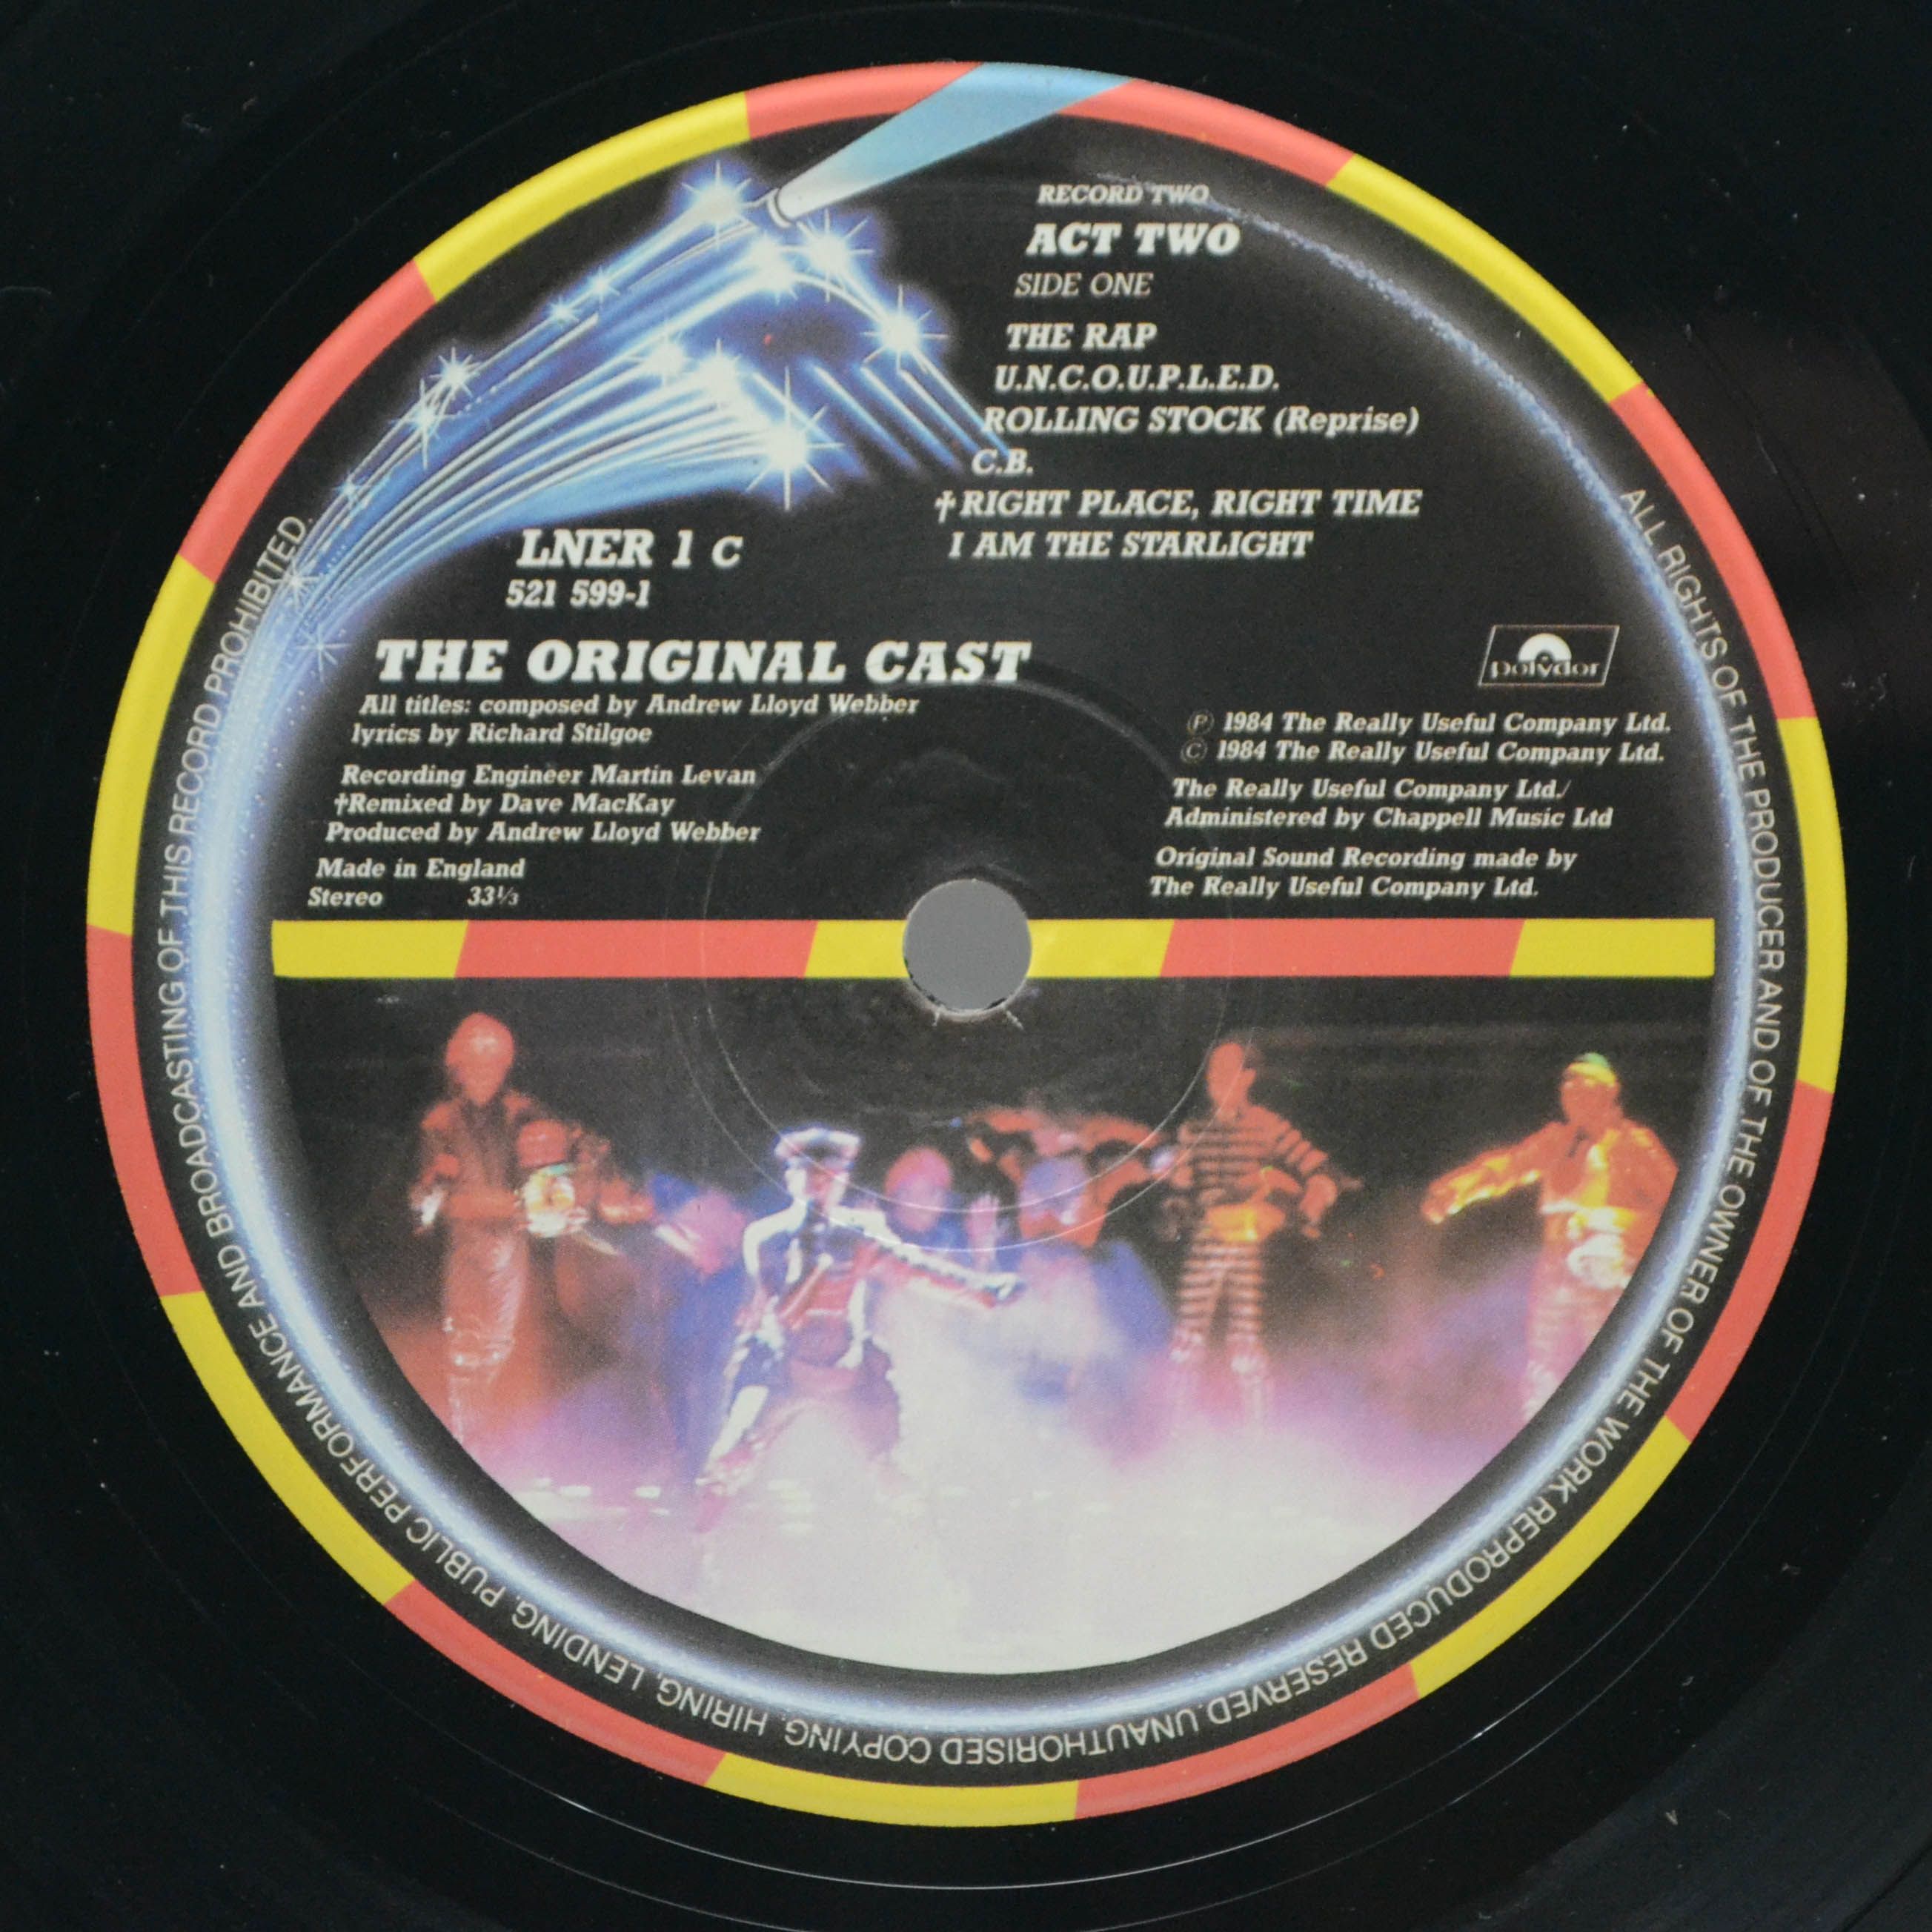 RECORD TWO
ACT TWO
SIDE ONE
THE RAP
U.N.C.O.U.P.L.E.D.
ROLLING STOCK (Reprise)
C.B.
†RIGHT PLACE, RIGHT TIME
I AM THE STARLIGHT
LNER 1 C
521 599-1
THE ORIGINAL CAST
All titles: composed by Andrew Lloyd Webber
lyrics by Richard Stilgoe
Recording Engineer Martin Levan
†Remixed by Dave MacKay
Produced by Andrew Lloyd Webber
Made in England
Stereo 33⅓
polydor
℗ 1984 The Really Useful Company Ltd.
© 1984 The Really Useful Company Ltd.
The Really Useful Company Ltd./
Administered by Chappell Music Ltd
Original Sound Recording made by
The Really Useful Company Ltd.
ALL RIGHTS OF THE PRODUCER AND OF THE OWNER OF THE WORK REPRODUCED RESERVED. UNAUTHORISED COPYING, HIRING, LENDING, PUBLIC PERFORMANCE AND BROADCASTING OF THIS RECORD PROHIBITED.